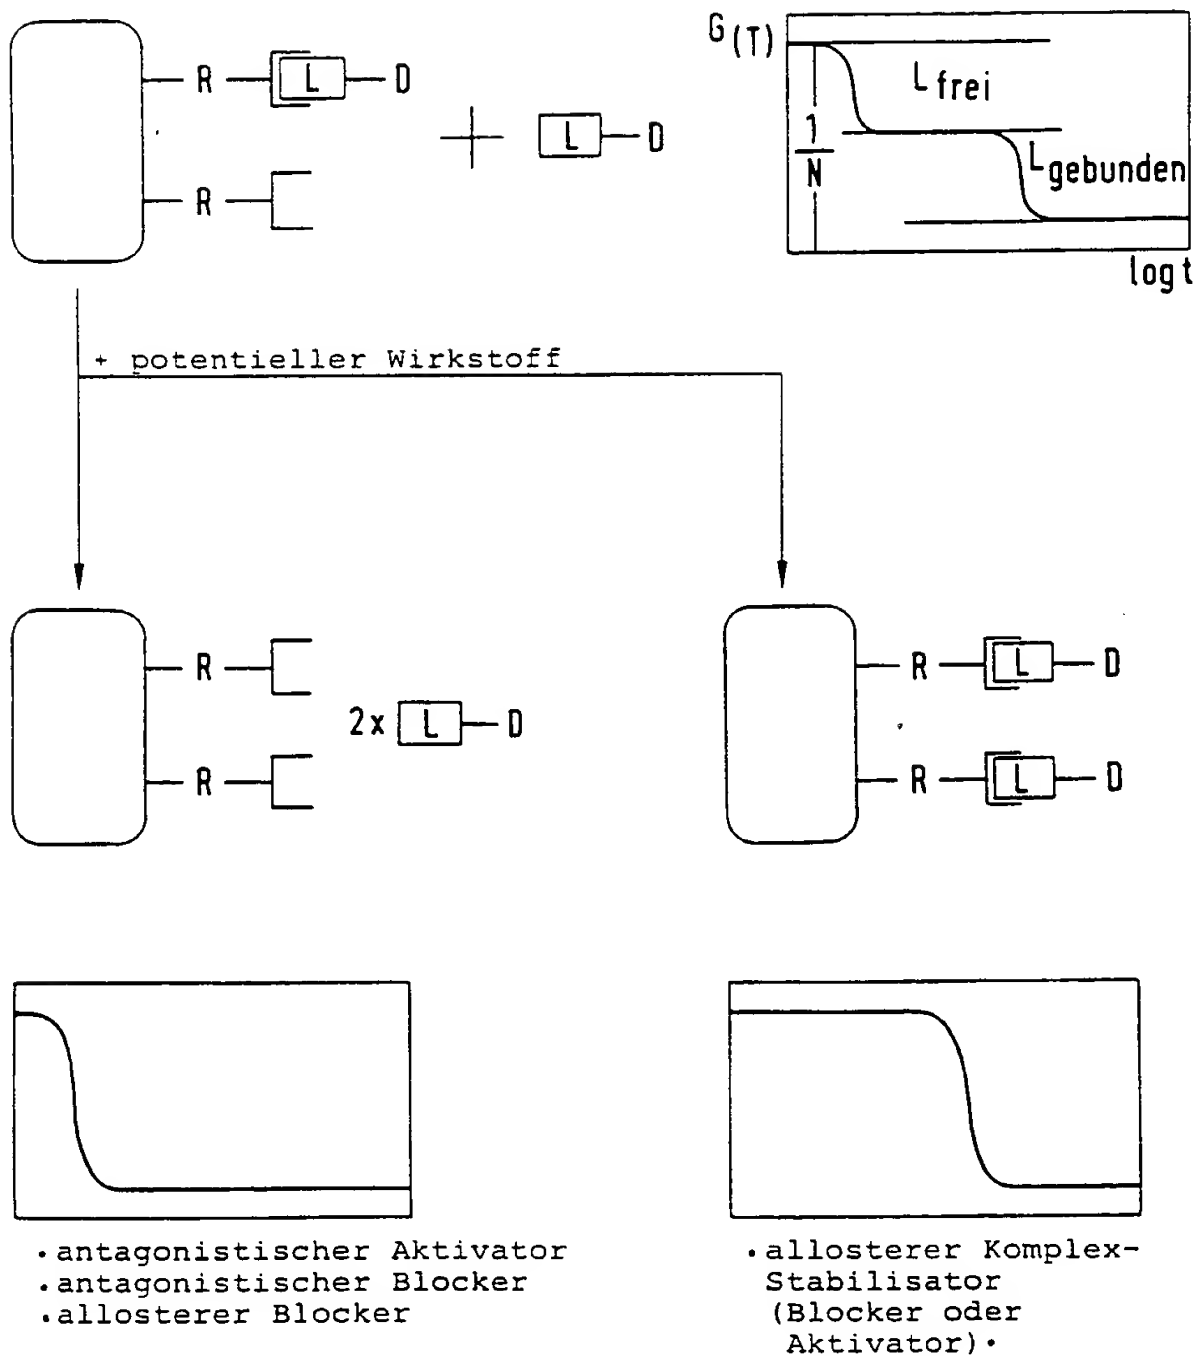 R L D
+ L D
R
G(T)
L frei
1
N
L gebunden
log t
+ potentieller Wirkstoff
R
2x L D
R
R L D
R L D
• antagonistischer Aktivator
• antagonistischer Blocker
• allosterer Blocker
• allosterer Komplex-
Stabilisator
(Blocker oder
Aktivator) •